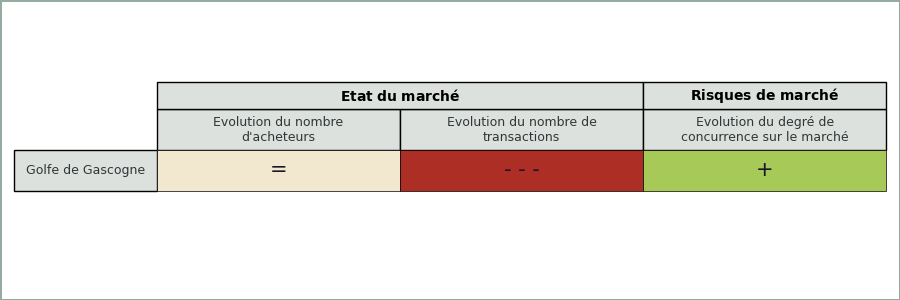 Etat du marché
Risques de marché
Evolution du nombre
d'acheteurs
Evolution du nombre de
transactions
Evolution du degré de
concurrence sur le marché
Golfe de Gascogne
=
- - -
+